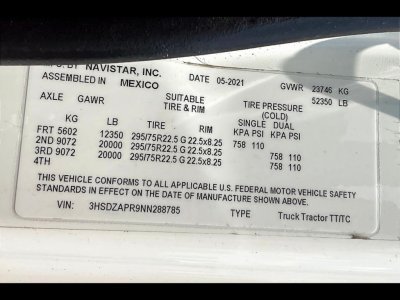 MFG. BY NAVISTAR, INC.
ASSEMBLED IN MEXICO DATE 05-2021 GVWR 23746 KG
52350 LB
AXLE GAWR SUITABLE TIRE & RIM TIRE PRESSURE (COLD)
KG LB TIRE RIM SINGLE DUAL
KPA PSI KPA PSI
FRT 5602 12350 295/75R22.5 G 22.5x8.25 758 110
2ND 9072 20000 295/75R22.5 G 22.5x8.25 758 110
3RD 9072 20000 295/75R22.5 G 22.5x8.25 758 110
4TH
THIS VEHICLE CONFORMS TO ALL APPLICABLE U.S. FEDERAL MOTOR VEHICLE SAFETY
STANDARDS IN EFFECT ON THE DATE OF MANUFACTURE SHOWN ABOVE.
VIN: 3HSDZAPR9NN288785 TYPE Truck Tractor TT/TC